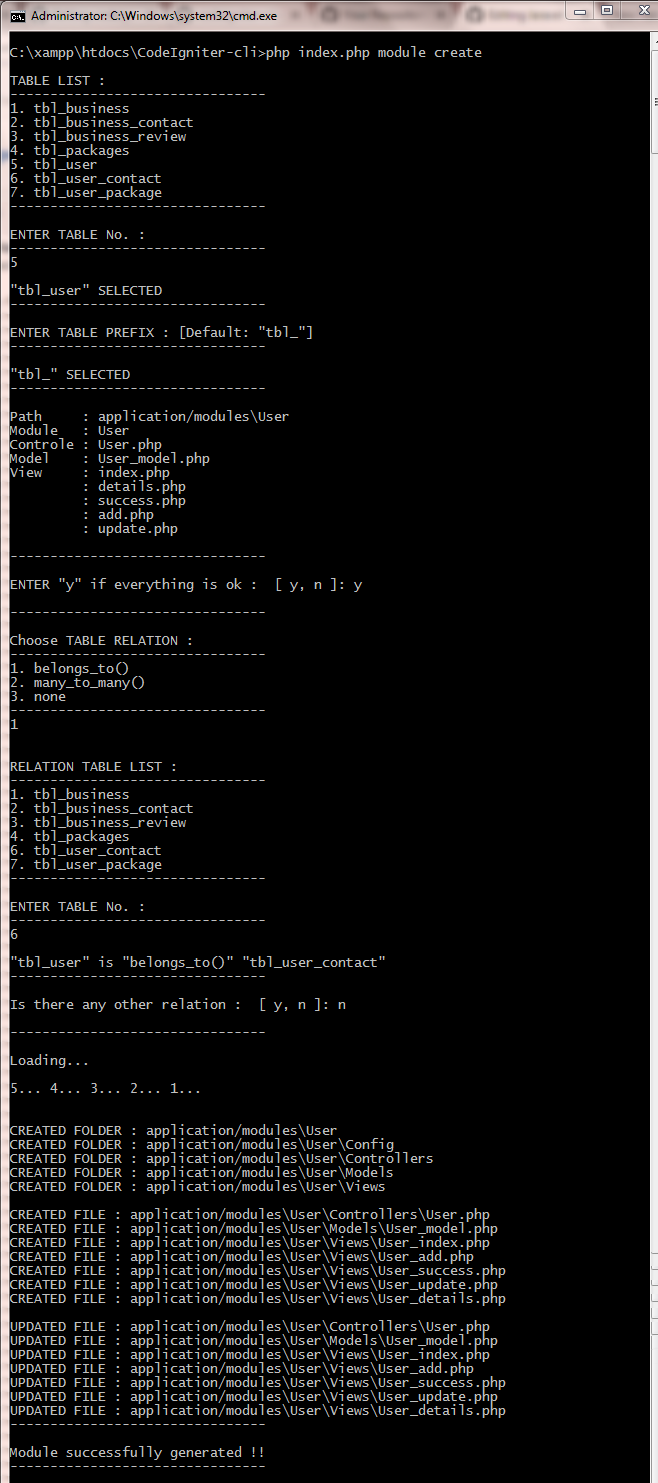 Administrator: C:\Windows\system32\cmd.exe
C:\xampp\htdocs\CodeIgniter-cli>php index.php module create
TABLE LIST :
--------------------------------
1. tbl_business
2. tbl_business_contact
3. tbl_business_review
4. tbl_packages
5. tbl_user
6. tbl_user_contact
7. tbl_user_package
--------------------------------
ENTER TABLE No. :
--------------------------------
5
"tbl_user" SELECTED
--------------------------------
ENTER TABLE PREFIX : [Default: "tbl_"]
--------------------------------
"tbl_" SELECTED
--------------------------------
Path     : application/modules\User
Module   : User
Controle : User.php
Model    : User_model.php
View     : index.php
         : details.php
         : success.php
         : add.php
         : update.php
--------------------------------
ENTER "y" if everything is ok :  [ y, n ]: y
--------------------------------
Choose TABLE RELATION :
--------------------------------
1. belongs_to()
2. many_to_many()
3. none
--------------------------------
1
RELATION TABLE LIST :
--------------------------------
1. tbl_business
2. tbl_business_contact
3. tbl_business_review
4. tbl_packages
6. tbl_user_contact
7. tbl_user_package
--------------------------------
ENTER TABLE No. :
--------------------------------
6
"tbl_user" is "belongs_to()" "tbl_user_contact"
--------------------------------
Is there any other relation :  [ y, n ]: n
--------------------------------
Loading...
5... 4... 3... 2... 1...
CREATED FOLDER : application/modules\User
CREATED FOLDER : application/modules\User\Config
CREATED FOLDER : application/modules\User\Controllers
CREATED FOLDER : application/modules\User\Models
CREATED FOLDER : application/modules\User\Views
CREATED FILE : application/modules\User\Controllers\User.php
CREATED FILE : application/modules\User\Models\User_model.php
CREATED FILE : application/modules\User\Views\User_index.php
CREATED FILE : application/modules\User\Views\User_add.php
CREATED FILE : application/modules\User\Views\User_success.php
CREATED FILE : application/modules\User\Views\User_update.php
CREATED FILE : application/modules\User\Views\User_details.php
UPDATED FILE : application/modules\User\Controllers\User.php
UPDATED FILE : application/modules\User\Models\User_model.php
UPDATED FILE : application/modules\User\Views\User_index.php
UPDATED FILE : application/modules\User\Views\User_add.php
UPDATED FILE : application/modules\User\Views\User_success.php
UPDATED FILE : application/modules\User\Views\User_update.php
UPDATED FILE : application/modules\User\Views\User_details.php
--------------------------------
Module successfully generated !!
--------------------------------